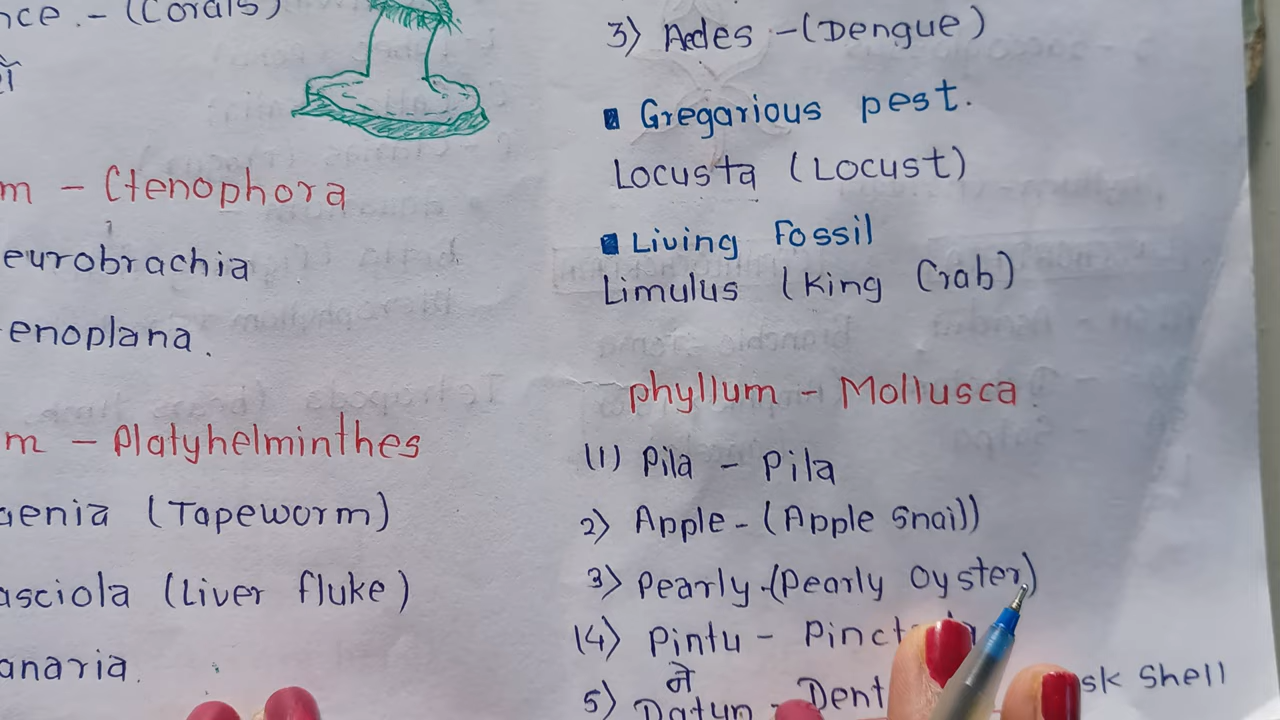 nce. - (Corals)
m - Ctenophora
eurobrachia
enoplana.
m - Platyhelminthes
aenia (Tapeworm)
asciola (Liver fluke)
anaria.
3) Aedes - (Dengue)
Gregarious pest.
Locusta (Locust)
Living Fossil
Limulus (King Crab)
phyllum - Mollusca
(1) Pila - Pila
2) Apple - (Apple Snail)
3) Pearly - (Pearly Oyster)
(4) Pintu - Pinct
ने
5) Datun - Dent sk Shell